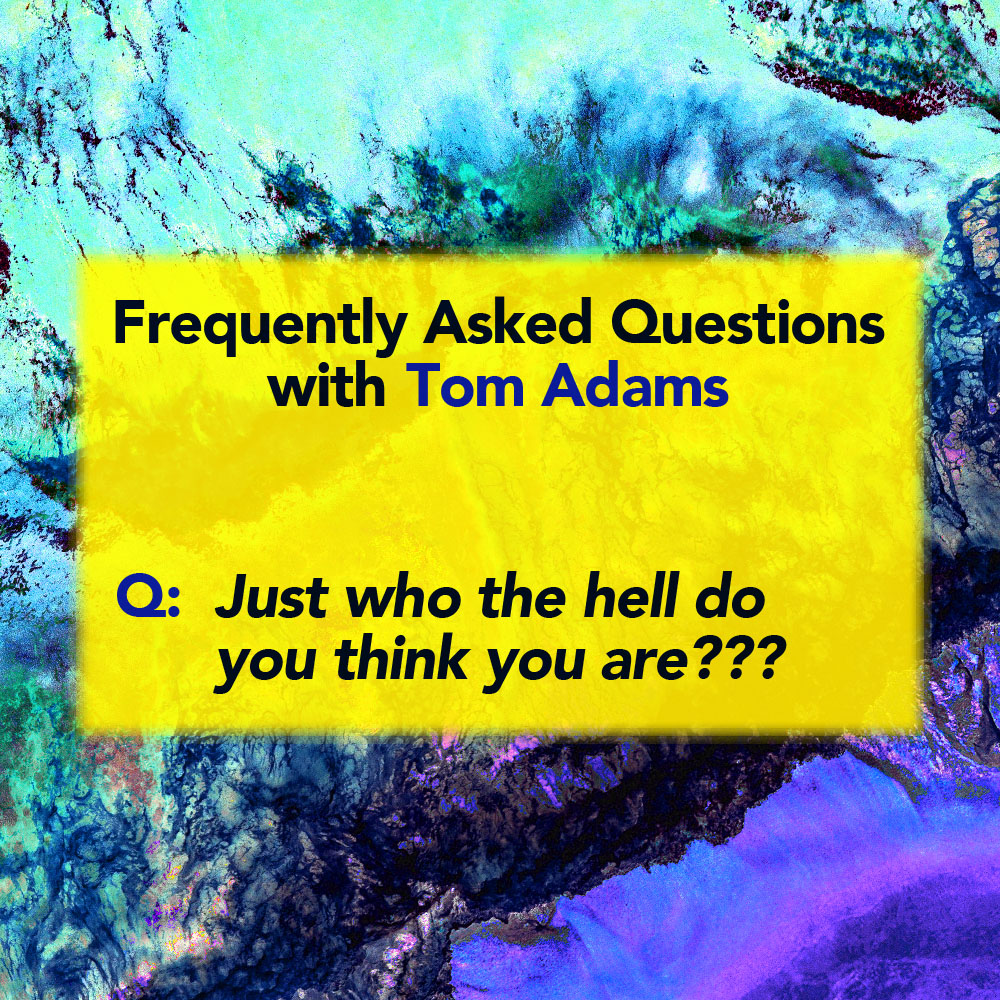 Frequently Asked Questions
with Tom Adams
Q: Just who the hell do
you think you are???